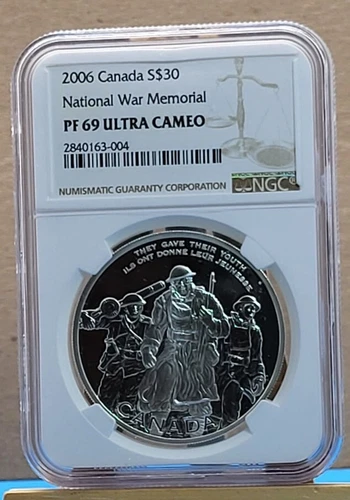 2006 Canada S$30
National War Memorial
PF 69 ULTRA CAMEO
2840163-004
NUMISMATIC GUARANTY CORPORATION
NGC®
THEY GAVE THEIR YOUTH
ILS ONT DONNÉ LEUR JEUNESSE
CANADA